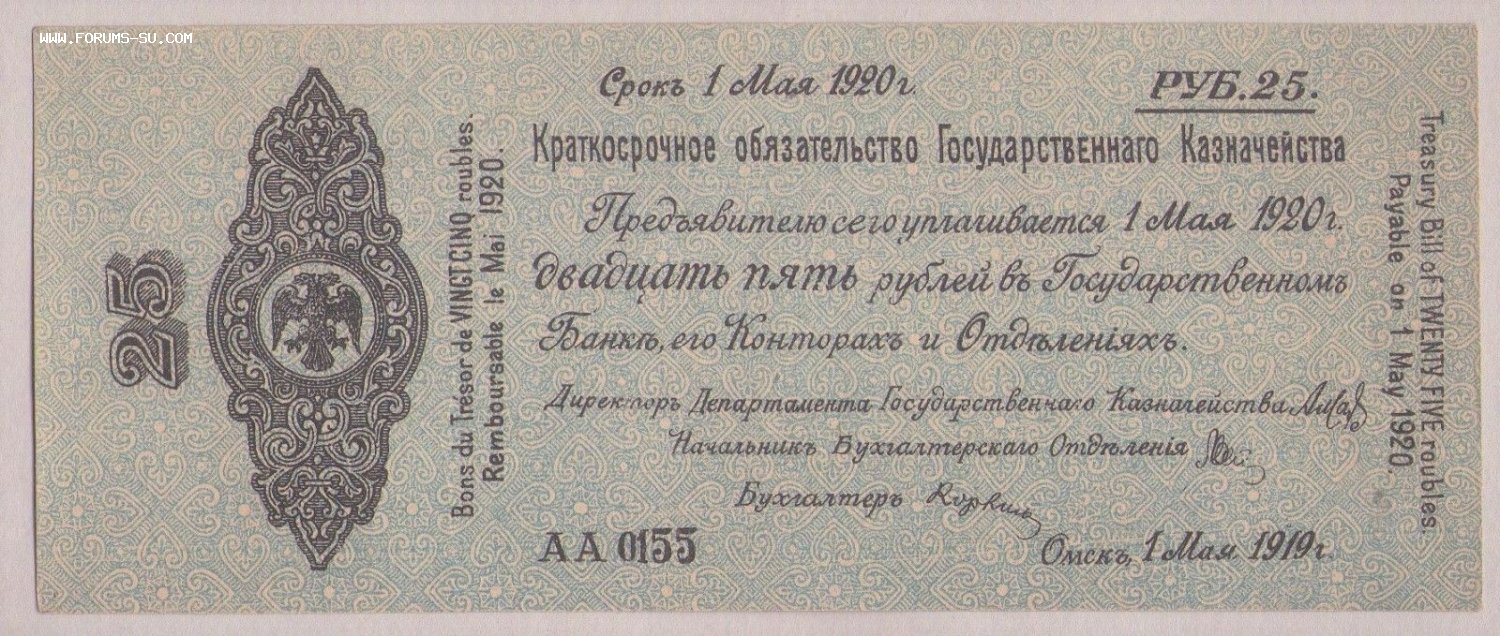 WWW.FORUMS-SU.COM
Срокъ 1 Мая 1920 г.
РУБ. 25.
Краткосрочное обязательство Государственнаго Казначейства
Предъявителю сего уплачивается 1 Мая 1920 г.
двадцать пять рублей въ Государственномъ
Банкѣ, его Конторахъ и Отдѣленіяхъ.
Директоръ Департамента Государственнаго Казначейства
Начальникъ Бухгалтерскаго Отдѣленія
Бухгалтеръ
АА 0155
Омскъ, 1 Мая 1919 г.
25
Bons du Trésor de VINGT CINQ roubles.
Remboursable le Mai 1920.
Treasury Bill of TWENTY FIVE roubles.
Payable on 1 May 1920.